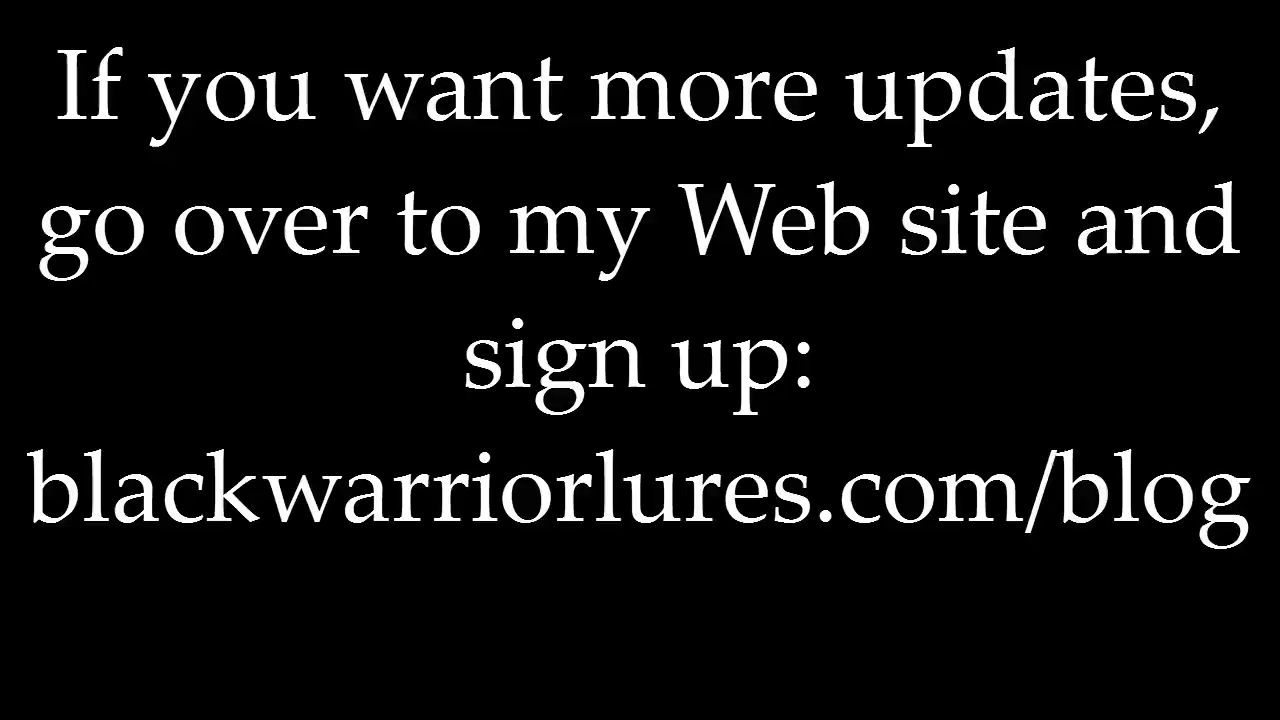 If you want more updates,
go over to my Web site and
sign up:
blackwarriorlures.com/blog